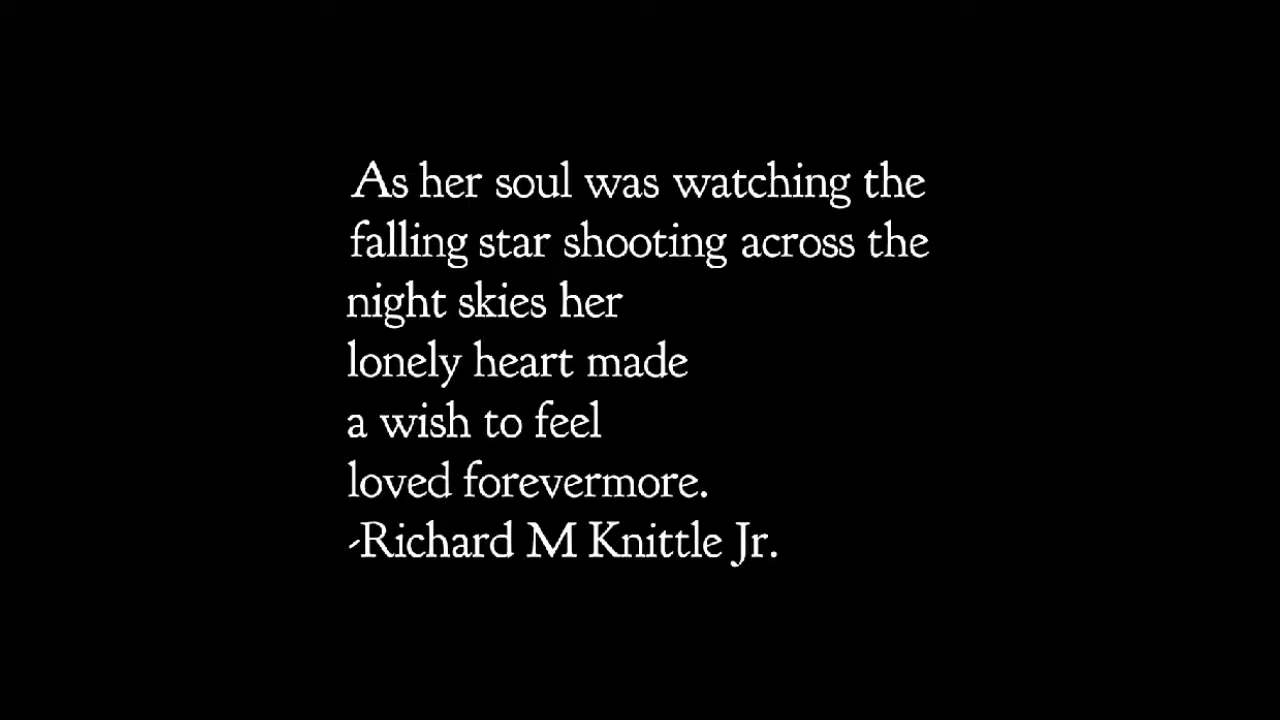 As her soul was watching the
falling star shooting across the
night skies her
lonely heart made
a wish to feel
loved forevermore.
-Richard M Knittle Jr.